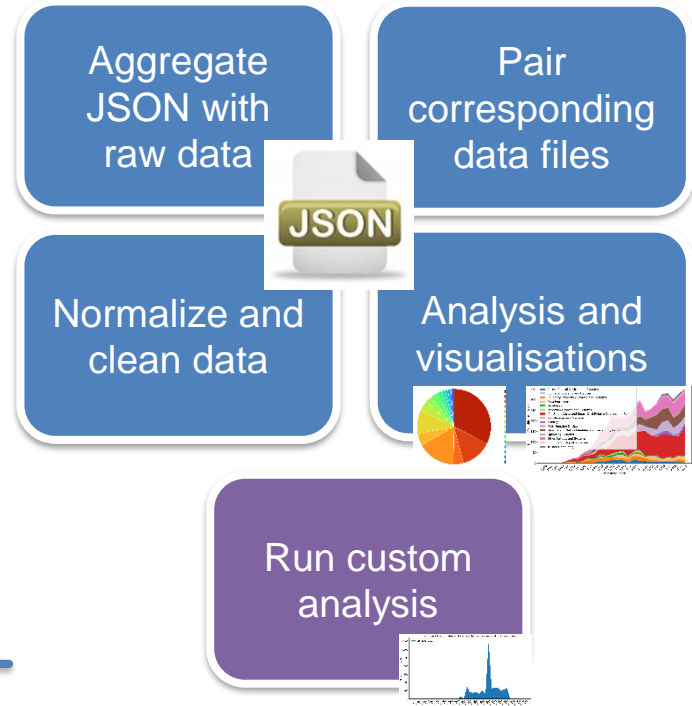 Aggregate
JSON with
raw data
Pair
corresponding
data files
JSON
Normalize and
clean data
Analysis and
visualisations
Run custom
analysis